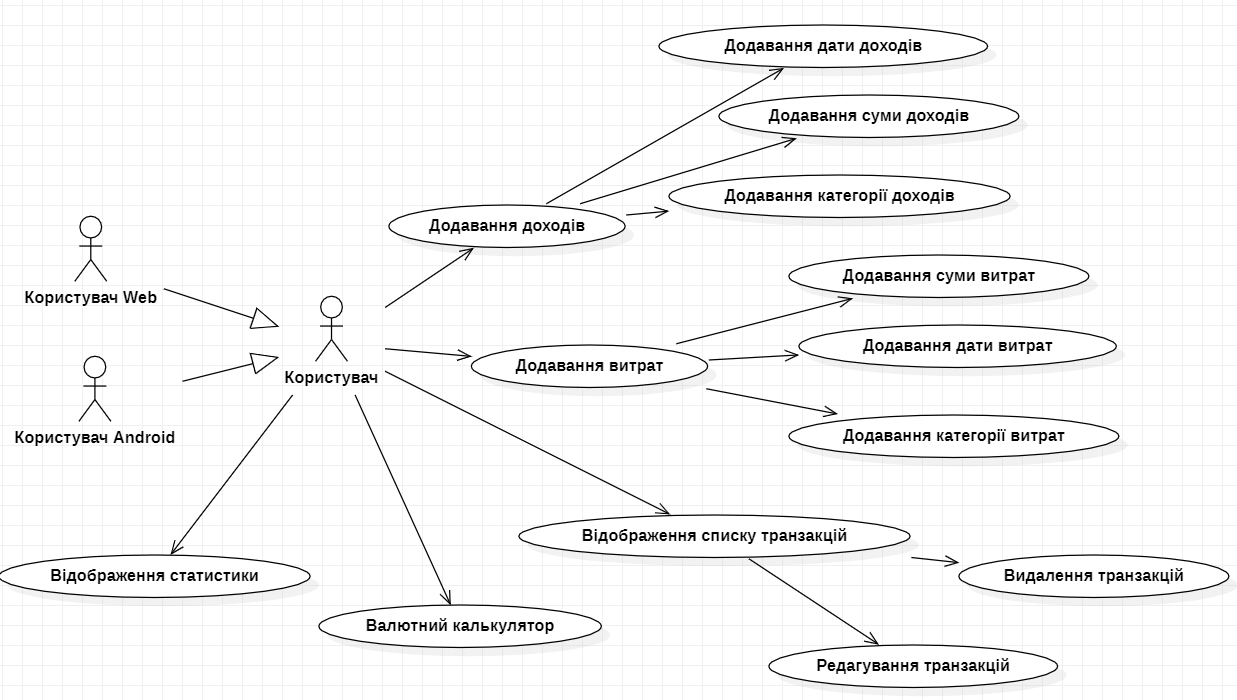 Додавання дати доходів
Додавання суми доходів
Додавання категорії доходів
Додавання доходів
Додавання суми витрат
Користувач Web
Додавання дати витрат
Додавання витрат
Користувач
Користувач Android
Додавання категорії витрат
Відображення списку транзакцій
Відображення статистики
Видалення транзакцій
Валютний калькулятор
Редагування транзакцій